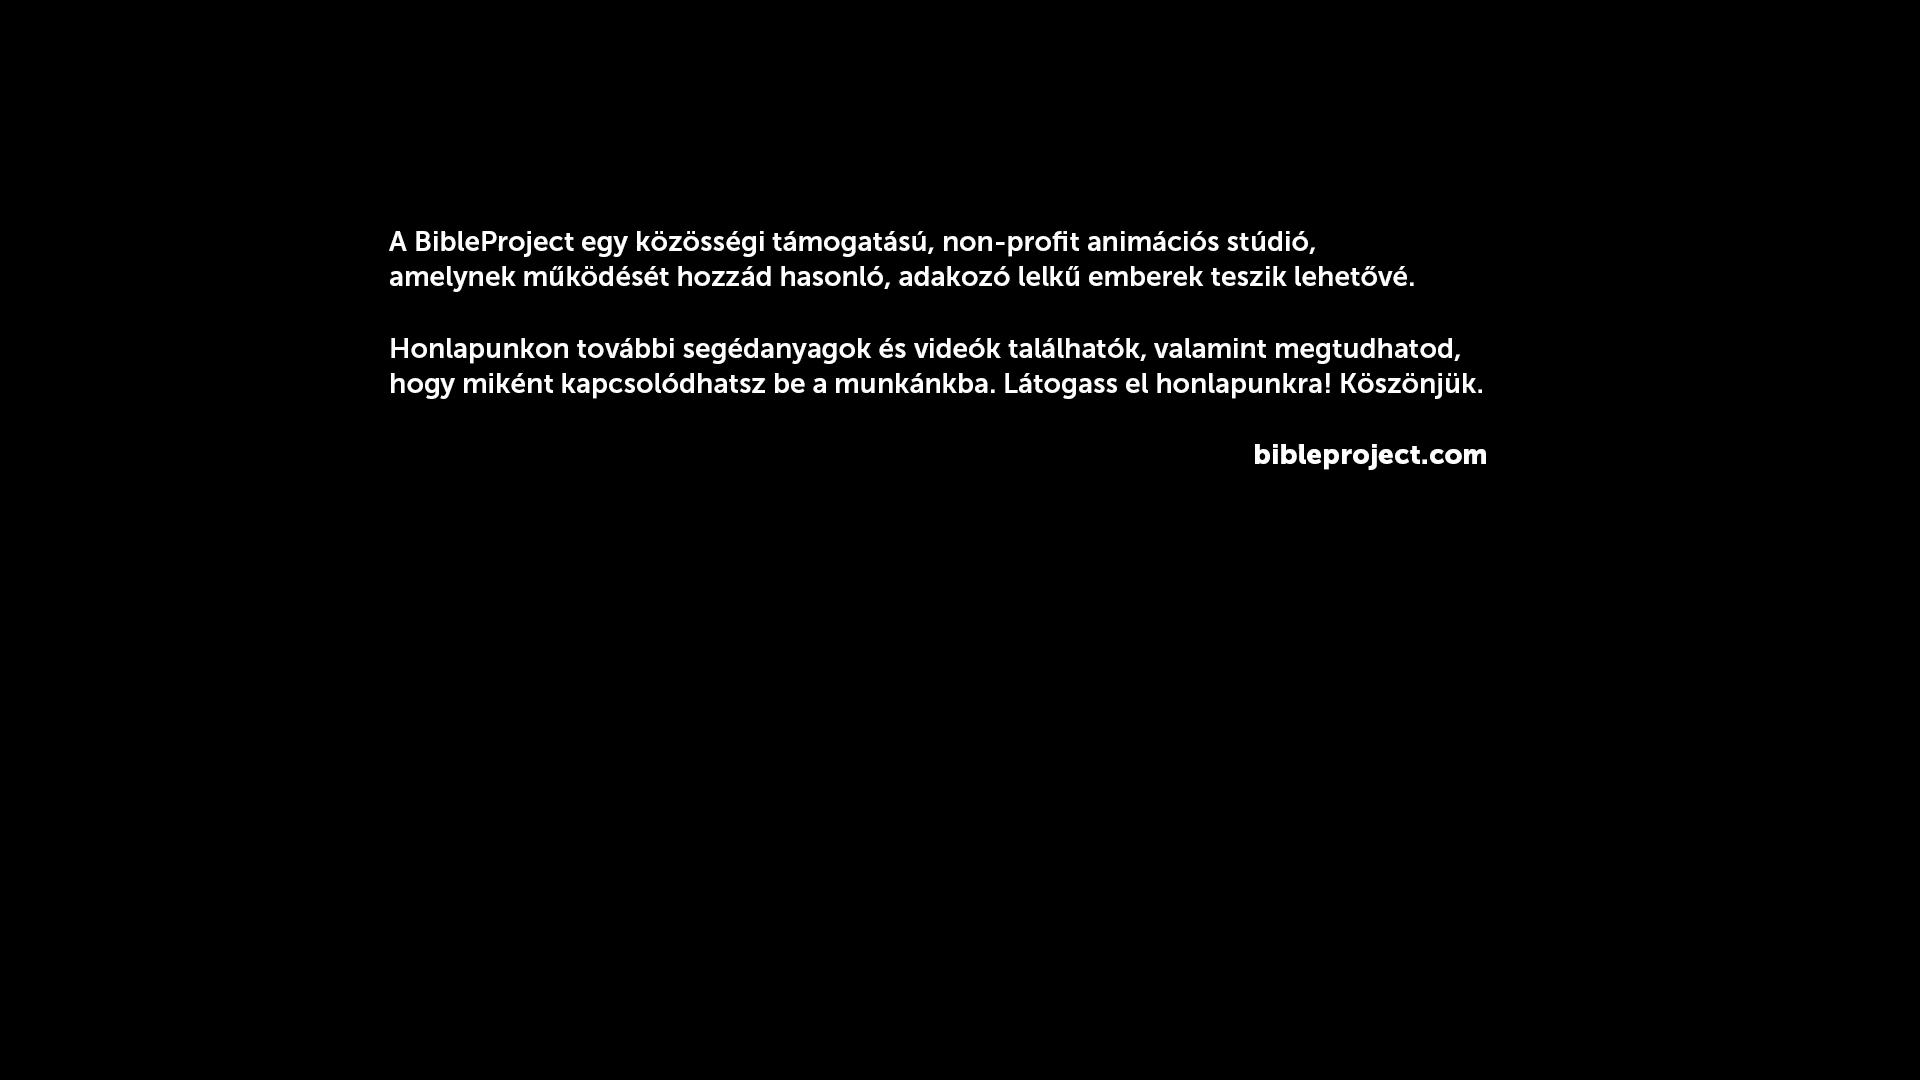 A BibleProject egy közösségi támogatású, non-profit animációs stúdió,
amelynek működését hozzád hasonló, adakozó lelkű emberek teszik lehetővé.
Honlapunkon további segédanyagok és videók találhatók, valamint megtudhatod,
hogy miként kapcsolódhatsz be a munkánkba. Látogass el honlapunkra! Köszönjük.
bibleproject.com